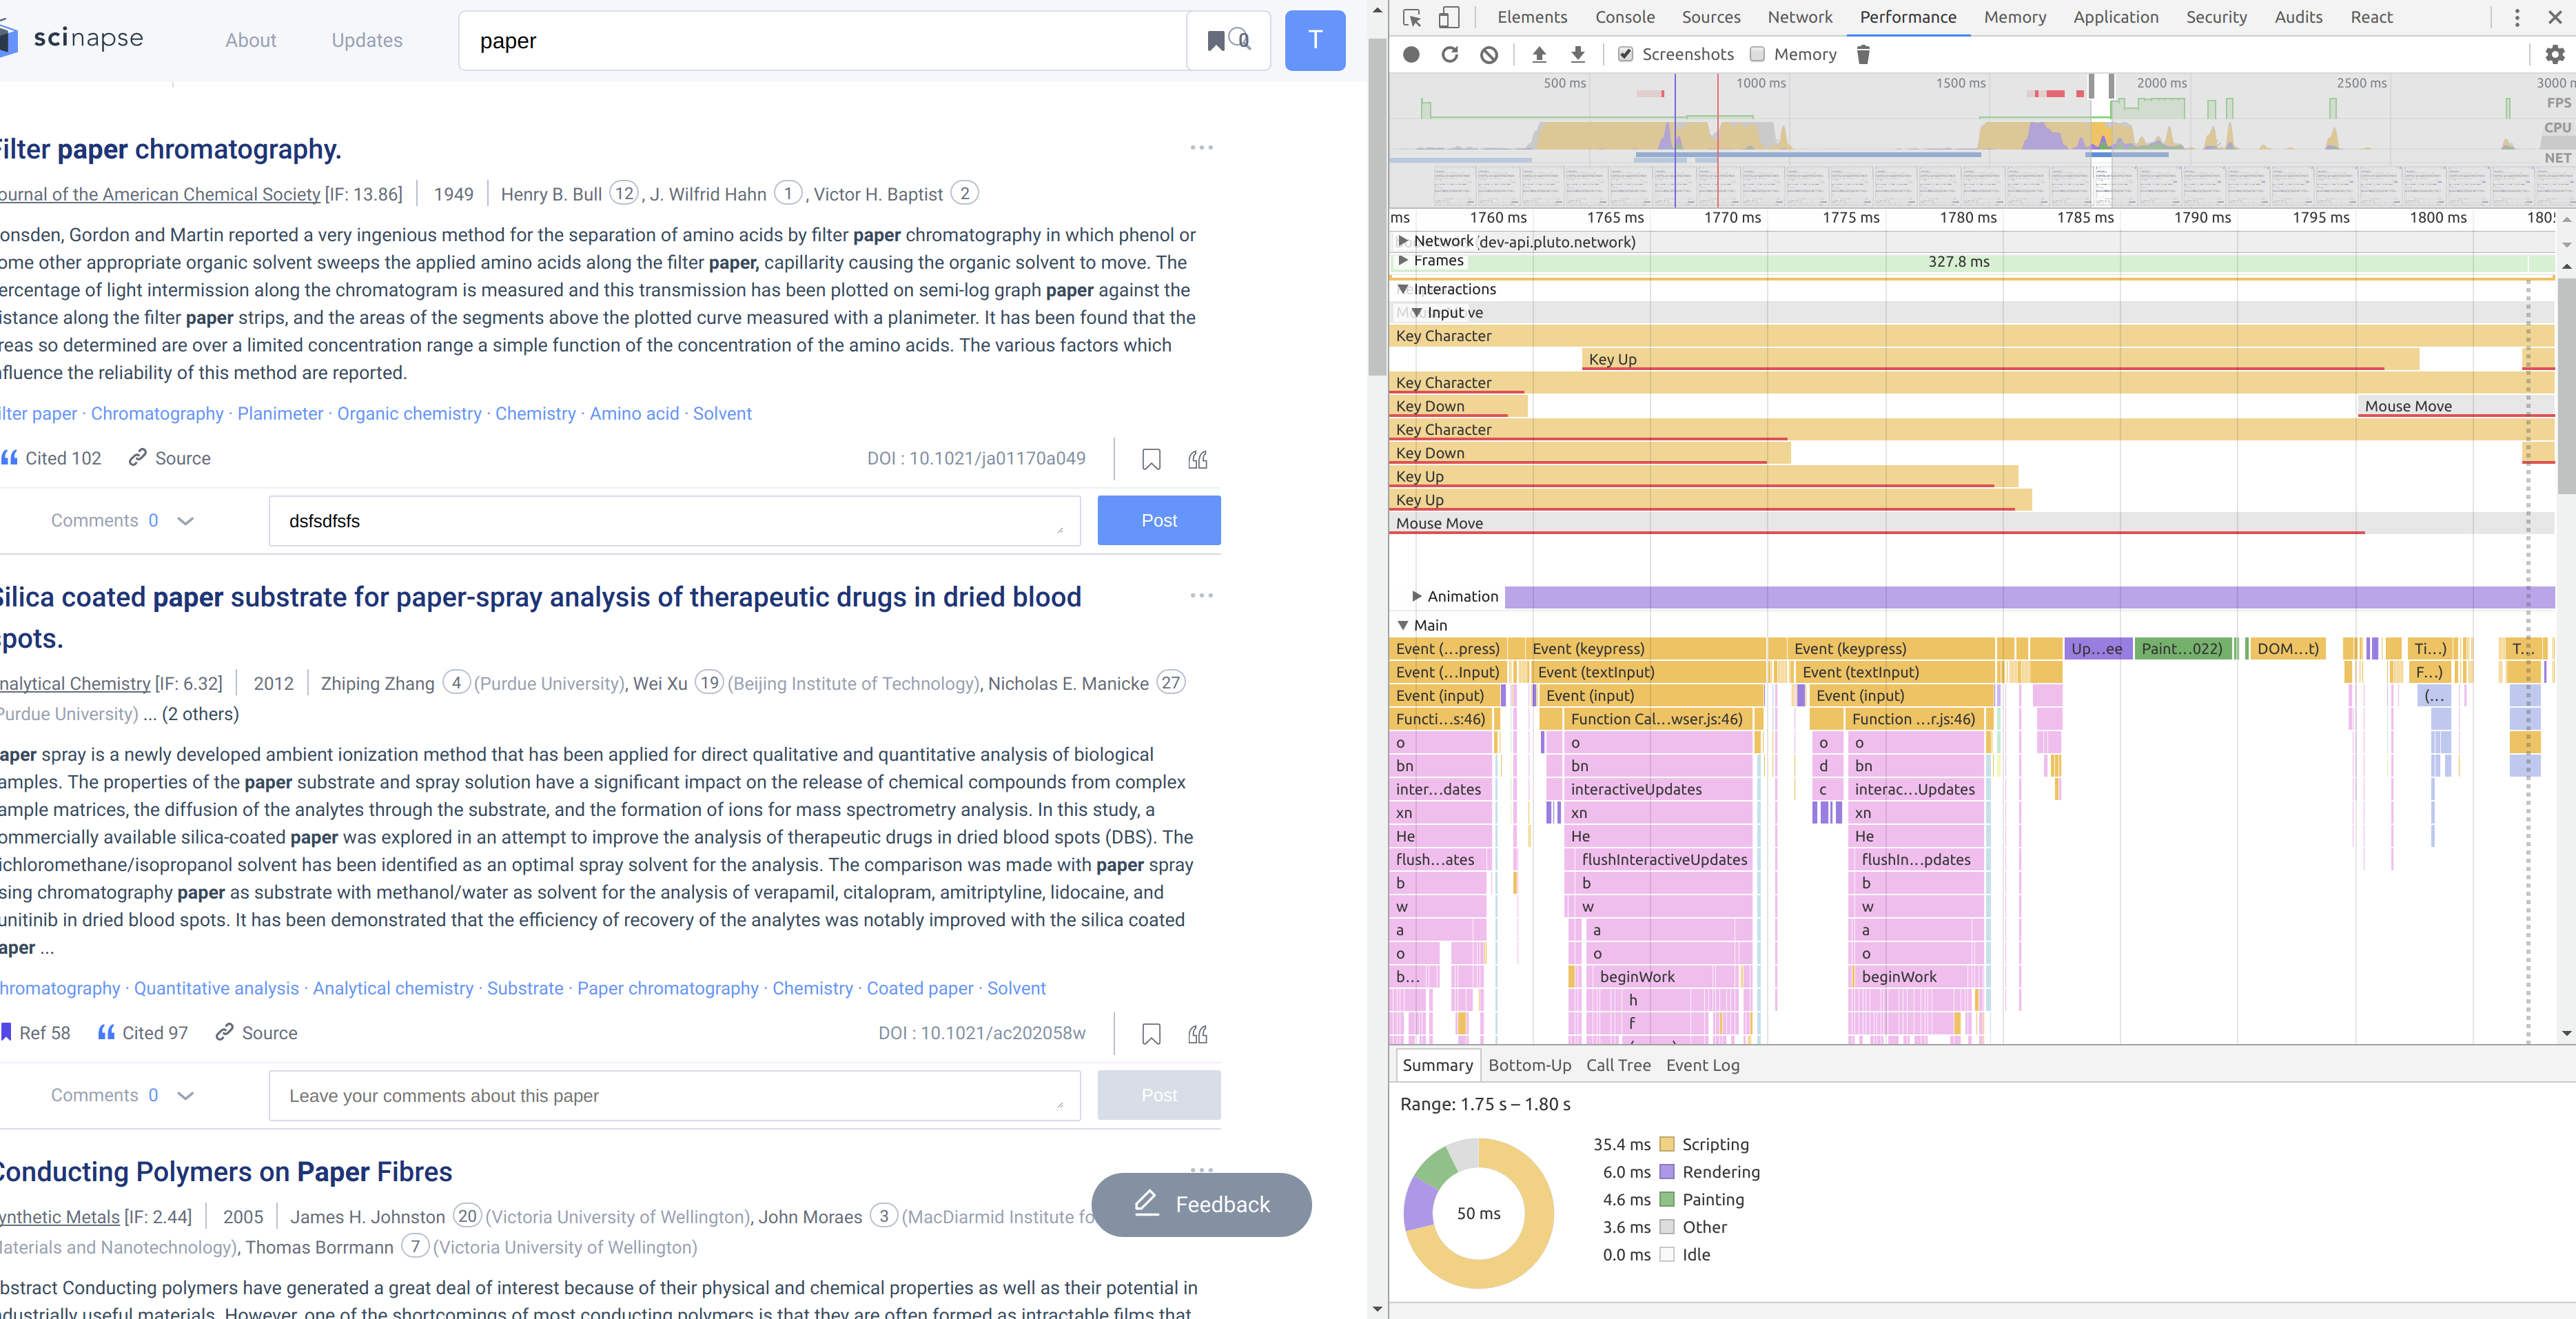 scinapse
About
Updates
paper
0
T
ilter paper chromatography.
ournal of the American Chemical Society [IF: 13.86] 1949 Henry B. Bull 12 , J. Wilfrid Hahn 1 , Victor H. Baptist 2
onsden, Gordon and Martin reported a very ingenious method for the separation of amino acids by filter paper chromatography in which phenol or
ome other appropriate organic solvent sweeps the applied amino acids along the filter paper, capillarity causing the organic solvent to move. The
ercentage of light intermission along the chromatogram is measured and this transmission has been plotted on semi-log graph paper against the
istance along the filter paper strips, and the areas of the segments above the plotted curve measured with a planimeter. It has been found that the
reas so determined are over a limited concentration range a simple function of the concentration of the amino acids. The various factors which
nfluence the reliability of this method are reported.
ilter paper · Chromatography · Planimeter · Organic chemistry · Chemistry · Amino acid · Solvent
Cited 102 Source DOI : 10.1021/ja01170a049
Comments 0 dsfsdfsfs Post
Silica coated paper substrate for paper-spray analysis of therapeutic drugs in dried blood
spots.
nalytical Chemistry [IF: 6.32] 2012 Zhiping Zhang 4 (Purdue University), Wei Xu 19 (Beijing Institute of Technology), Nicholas E. Manicke 27
Purdue University) ... (2 others)
aper spray is a newly developed ambient ionization method that has been applied for direct qualitative and quantitative analysis of biological
amples. The properties of the paper substrate and spray solution have a significant impact on the release of chemical compounds from complex
ample matrices, the diffusion of the analytes through the substrate, and the formation of ions for mass spectrometry analysis. In this study, a
ommercially available silica-coated paper was explored in an attempt to improve the analysis of therapeutic drugs in dried blood spots (DBS). The
ichloromethane/isopropanol solvent has been identified as an optimal spray solvent for the analysis. The comparison was made with paper spray
sing chromatography paper as substrate with methanol/water as solvent for the analysis of verapamil, citalopram, amitriptyline, lidocaine, and
unitinib in dried blood spots. It has been demonstrated that the efficiency of recovery of the analytes was notably improved with the silica coated
aper ...
hromatography · Quantitative analysis · Analytical chemistry · Substrate · Paper chromatography · Chemistry · Coated paper · Solvent
Ref 58 Cited 97 Source DOI : 10.1021/ac202058w
Comments 0 Leave your comments about this paper Post
Conducting Polymers on Paper Fibres
ynthetic Metals [IF: 2.44] 2005 James H. Johnston 20 (Victoria University of Wellington), John Moraes 3 (MacDiarmid Institute fo
Materials and Nanotechnology), Thomas Borrmann 7 (Victoria University of Wellington)
Feedback
bstract Conducting polymers have generated a great deal of interest because of their physical and chemical properties as well as their potential in
ndustrially useful materials. However, one of the shortcomings of most conducting polymers is that they are often formed as intractable films that
Elements Console Sources Network Performance Memory Application Security Audits React
Screenshots Memory
500 ms 1000 ms 1500 ms 2000 ms 2500 ms 3000 m
FPS
CPU
NET
ms 1760 ms 1765 ms 1770 ms 1775 ms 1780 ms 1785 ms 1790 ms 1795 ms 1800 ms 180
Network (dev-api.pluto.network)
Frames 327.8 ms
Interactions
Input ve
Key Character
Key Up
Key Character
Key Down Mouse Move
Key Character
Key Down
Key Up
Key Up
Mouse Move
Animation
Main
Event (...press) Event (keypress) Event (keypress) Up...ee Paint...022) DOM...t) Ti...) T...
Event (...Input) Event (textInput) Event (textInput) F...)
Event (input) Event (input) Event (input) (...
Functi...s:46) Function Cal...wser.js:46) Function ...r.js:46)
o o o o
bn bn d bn
inter...dates interactiveUpdates c interac...Updates
xn xn xn
He He He
flush...ates flushInteractiveUpdates flushIn...pdates
b b b
w w w
a a a
o o o
b... beginWork beginWork
h
f
Summary Bottom-Up Call Tree Event Log
Range: 1.75 s – 1.80 s
50 ms
35.4 ms Scripting
6.0 ms Rendering
4.6 ms Painting
3.6 ms Other
0.0 ms Idle